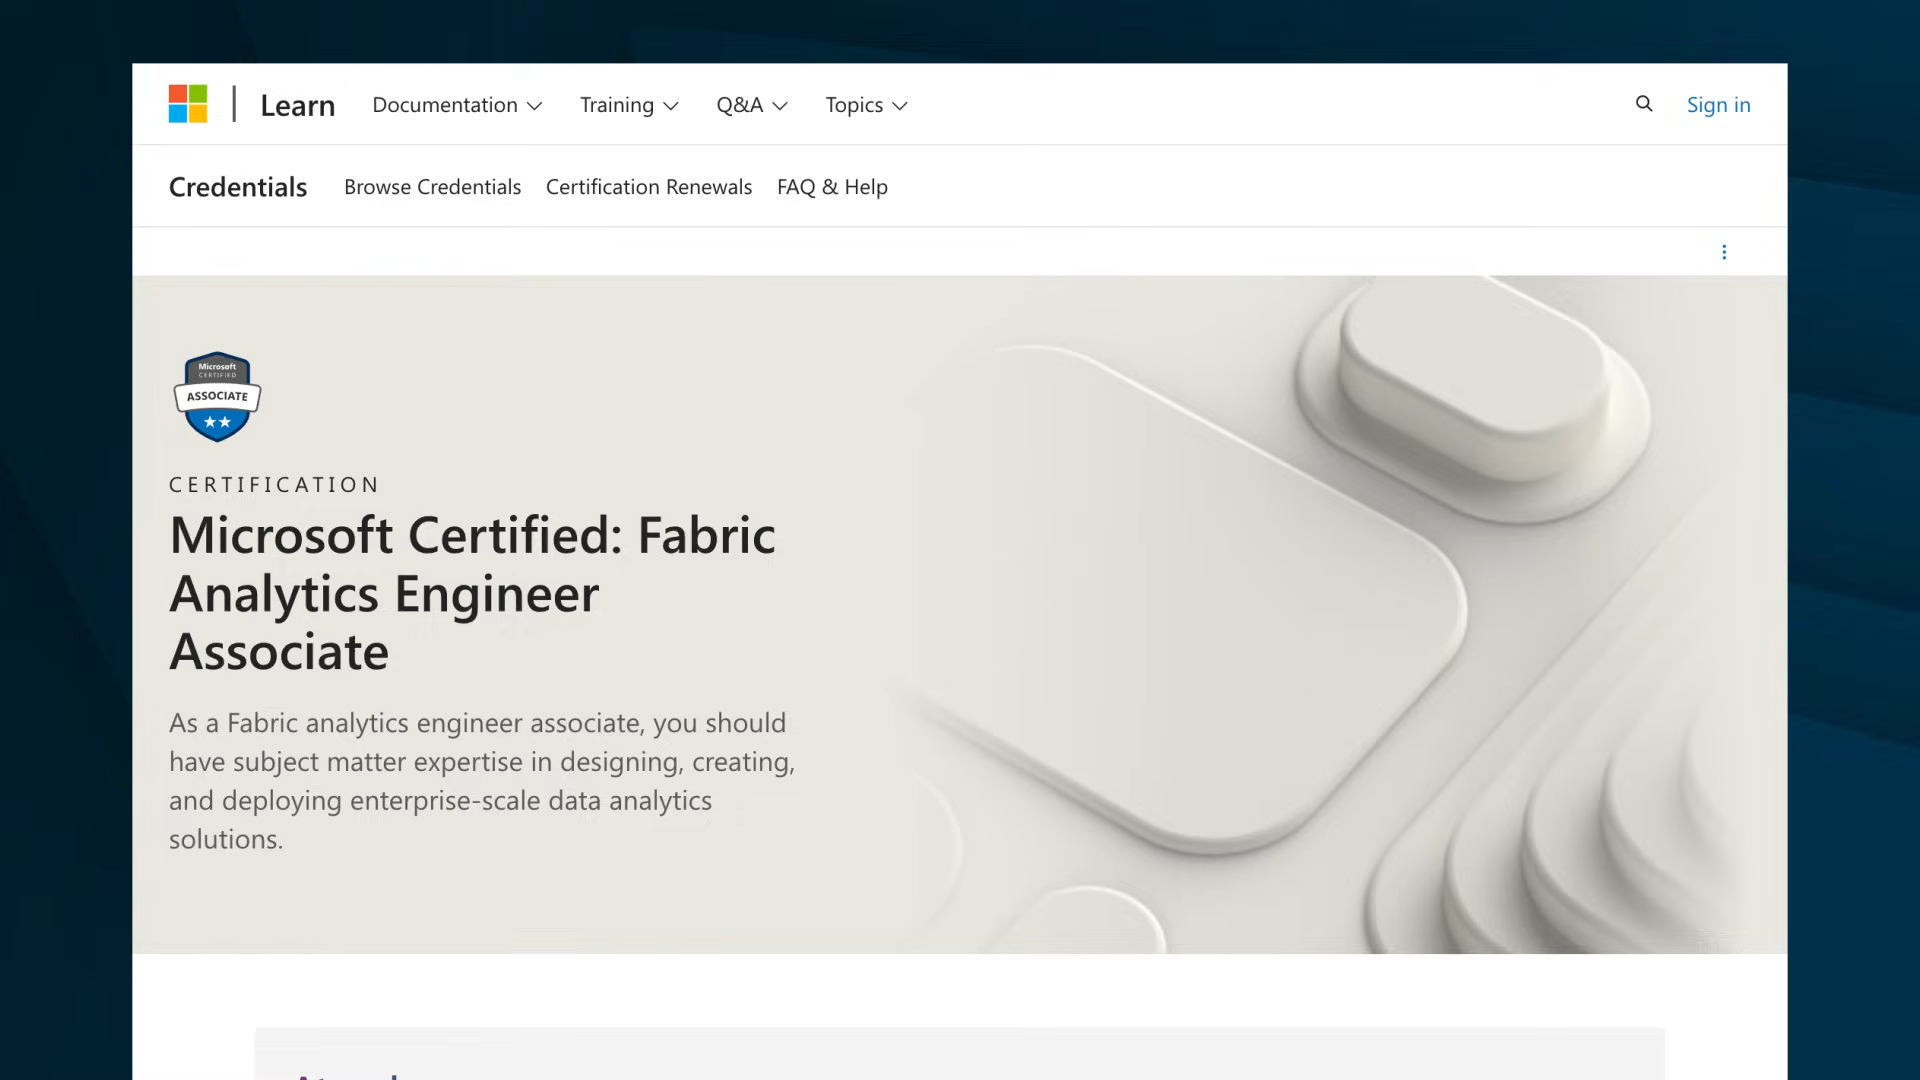 Learn Documentation Training Q&A Topics Sign in
Credentials Browse Credentials Certification Renewals FAQ & Help
Microsoft
CERTIFIED
ASSOCIATE
CERTIFICATION
Microsoft Certified: Fabric
Analytics Engineer
Associate
As a Fabric analytics engineer associate, you should
have subject matter expertise in designing, creating,
and deploying enterprise-scale data analytics
solutions.